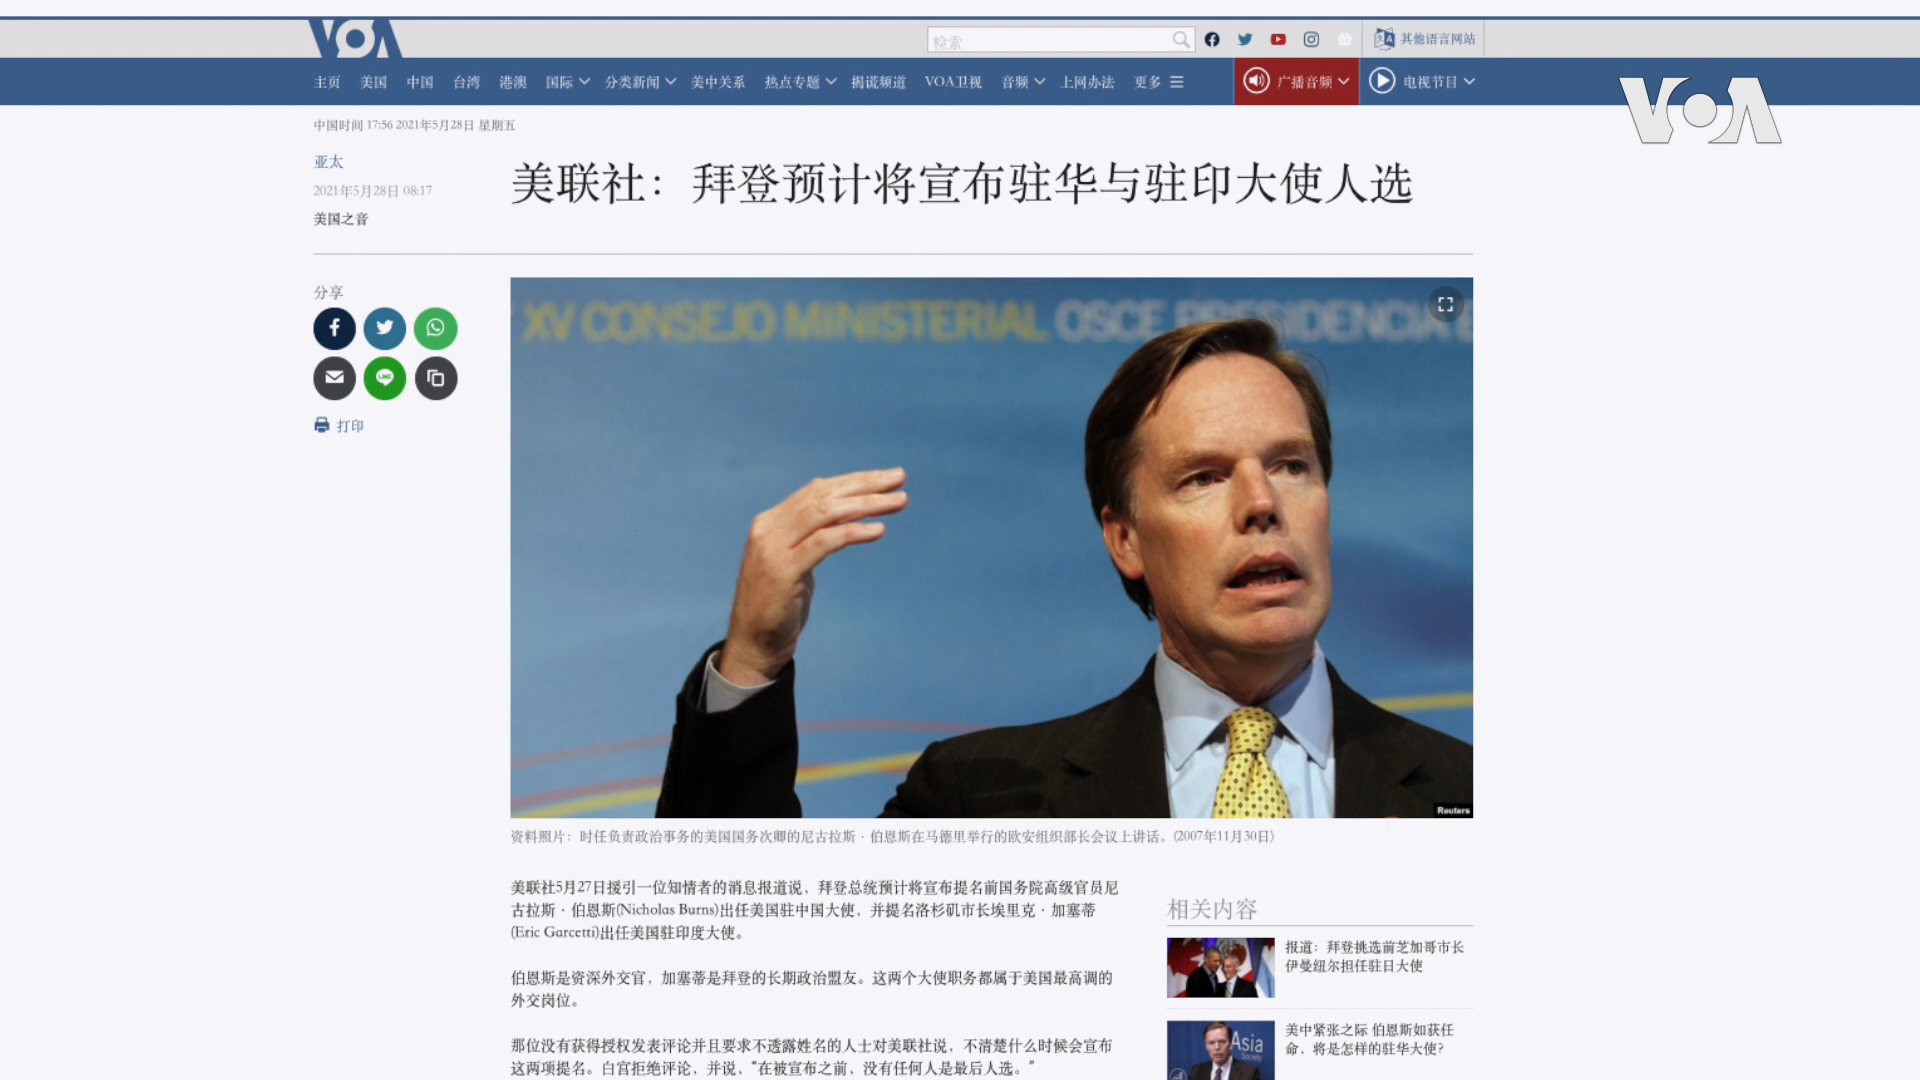 VOA
检索
其他语言网站
主页 美国 中国 台湾 港澳 国际 分类新闻 美中关系 热点专题 揭谎频道 VOA卫视 音频 上网办法 更多 广播音频 电视节目
VOA
中国时间 17:56 2021年5月28日 星期五
亚太
2021年5月28日 08:17
美国之音
美联社：拜登预计将宣布驻华与驻印大使人选
分享
LINE
打印
XV CONSEJO MINISTERIAL OSCE PRESIDENCIA E
Reuters
资料照片：时任负责政治事务的美国国务次卿的尼古拉斯·伯恩斯在马德里举行的欧安组织部长会议上讲话。(2007年11月30日)
美联社5月27日援引一位知情者的消息报道说，拜登总统预计将宣布提名前国务院高级官员尼
古拉斯·伯恩斯(Nicholas Burns)出任美国驻中国大使，并提名洛杉矶市长埃里克·加塞蒂
(Eric Garcetti)出任美国驻印度大使。
伯恩斯是资深外交官，加塞蒂是拜登的长期政治盟友。这两个大使职务都属于美国最高调的
外交岗位。
那位没有获得授权发表评论并且要求不透露姓名的人士对美联社说，不清楚什么时候会宣布
这两项提名。白宫拒绝评论，并说，“在被宣布之前，没有任何人是最后人选。”
相关内容
报道：拜登挑选前芝加哥市长
伊曼纽尔担任驻日大使
Asia
Society
美中紧张之际 伯恩斯如获任
命，将是怎样的驻华大使？